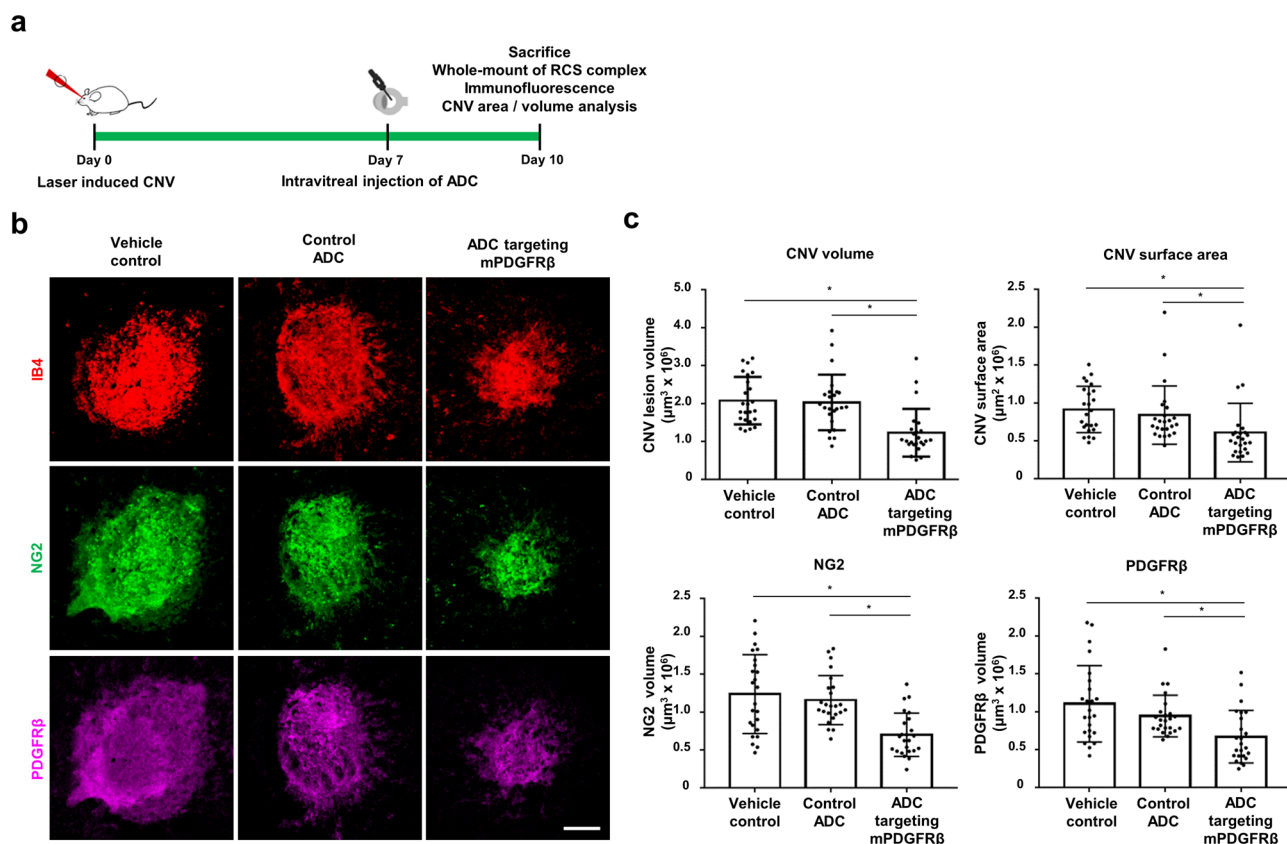 a
Sacrifice
Whole-mount of RCS complex
Immunofluorescence
CNV area / volume analysis
Day 0
Day 7
Day 10
Laser induced CNV
Intravitreal injection of ADC
b
Vehicle
control
Control
ADC
ADC targeting
mPDGFRβ
IB4
NG2
PDGFRβ
c
CNV volume
CNV lesion volume
(µm³ x 10⁶)
5.0
4.0
3.0
2.0
1.0
0
*
*
Vehicle
control
Control
ADC
ADC
targeting
mPDGFRβ
CNV surface area
CNV surface area
(µm² x 10⁶)
2.5
2.0
1.5
1.0
0.5
0
*
*
Vehicle
control
Control
ADC
ADC
targeting
mPDGFRβ
NG2
NG2 volume
(µm³ x 10⁶)
2.5
2.0
1.5
1.0
0.5
0
*
*
Vehicle
control
Control
ADC
ADC
targeting
mPDGFRβ
PDGFRβ
PDGFRβ volume
(µm³ x 10⁶)
2.5
2.0
1.5
1.0
0.5
0
*
*
Vehicle
control
Control
ADC
ADC
targeting
mPDGFRβ